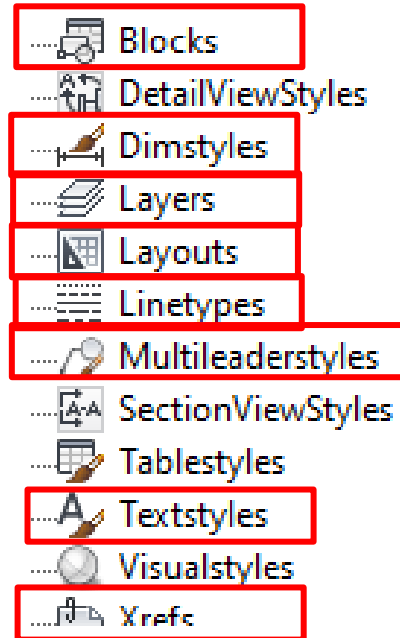 Blocks
DetailViewStyles
Dimstyles
Layers
Layouts
Linetypes
Multileaderstyles
SectionViewStyles
Tablestyles
Textstyles
Visualstyles
Xrefs